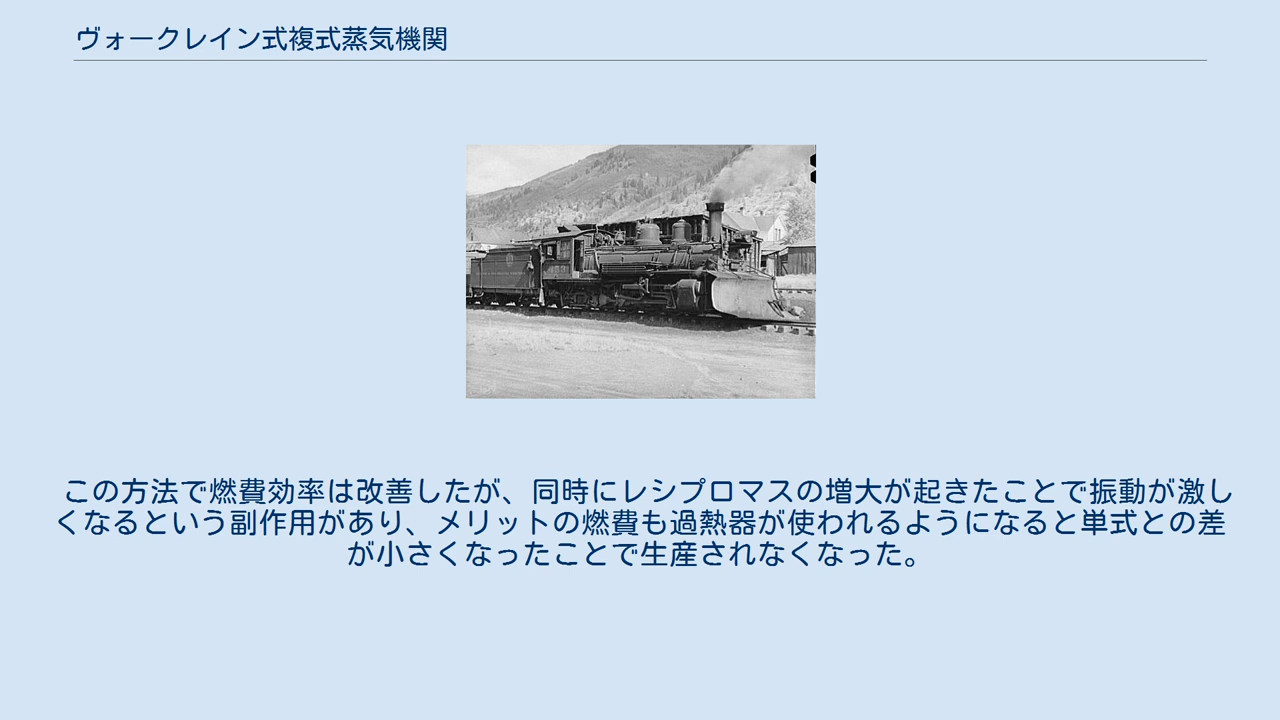 ヴォークレイン式複式蒸気機関
この方法で燃費効率は改善したが、同時にレシプロマスの増大が起きたことで振動が激し
くなるという副作用があり、メリットの燃費も過熱器が使われるようになると単式との差
が小さくなったことで生産されなくなった。